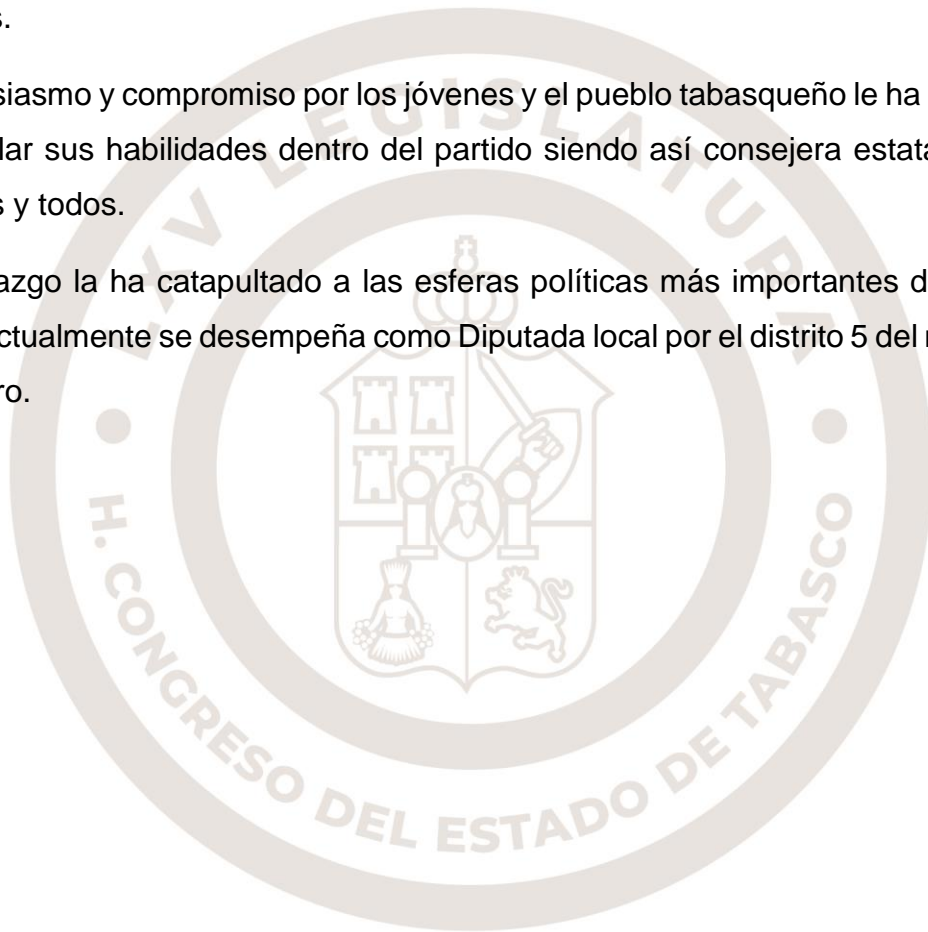 s.
siasmo y compromiso por los jóvenes y el pueblo tabasqueño le ha
lar sus habilidades dentro del partido siendo así consejera estata
s y todos.
azgo la ha catapultado a las esferas políticas más importantes d
ctualmente se desempeña como Diputada local por el distrito 5 del
ro.
LXV LEGISLATURA
H. CONGRESO DEL ESTADO DE TABASCO